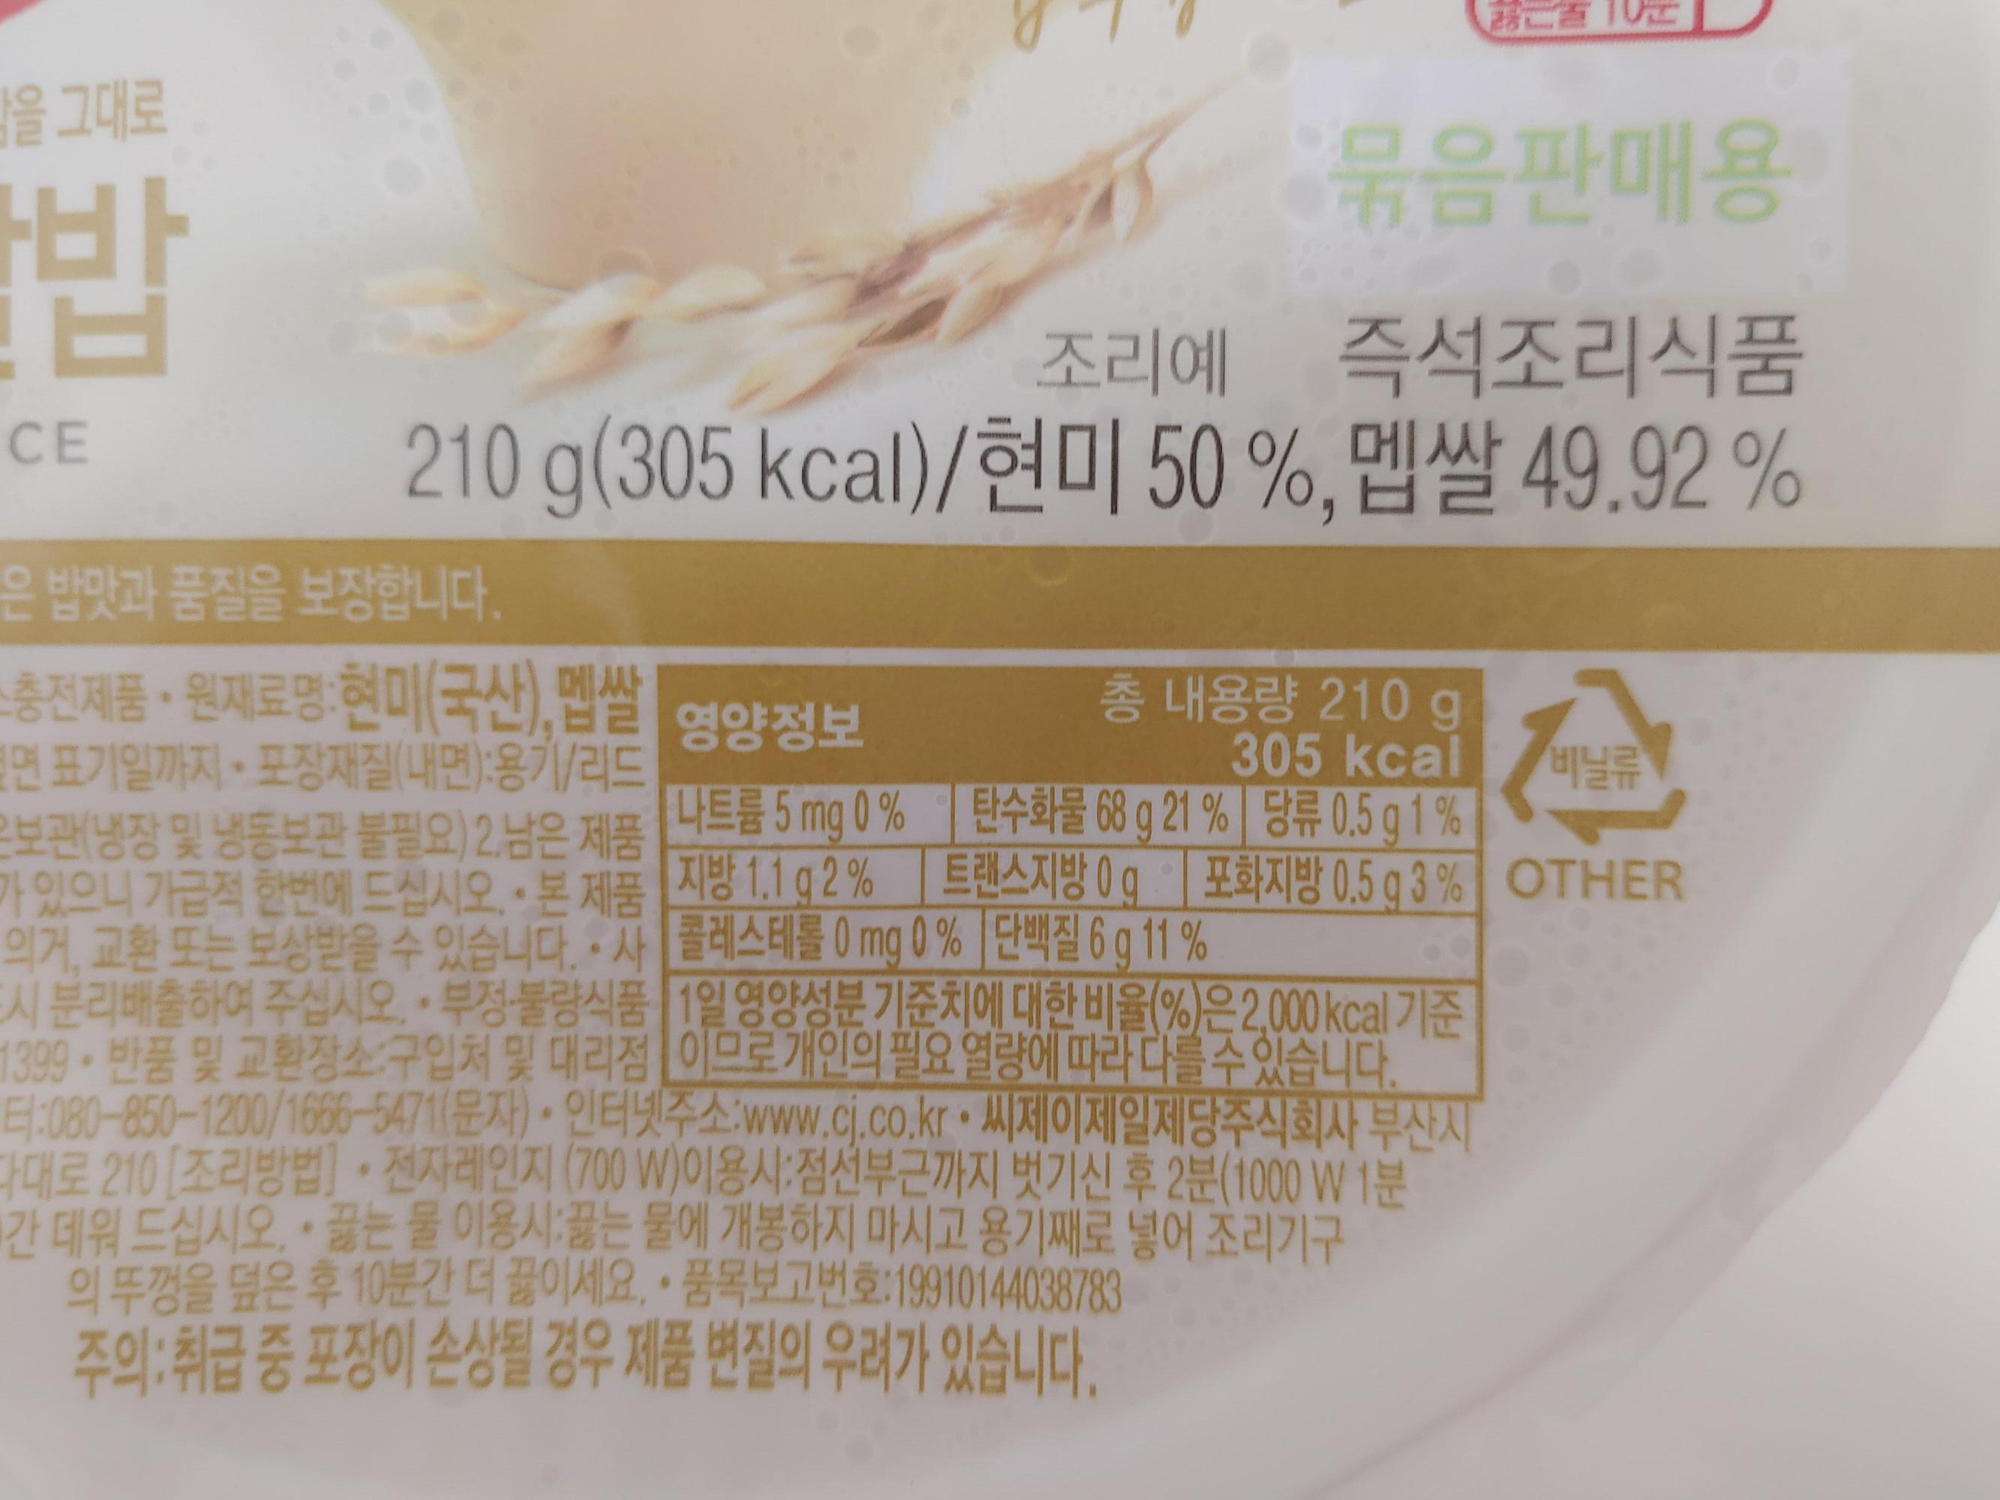 끓는물 10분
그대로
밥
묶음판매용
조리예 즉석조리식품
CE
210 g(305 kcal)/현미 50 %, 멥쌀 49.92 %
은 밥맛과 품질을 보장합니다.
충전제품 • 원재료명:현미(국산), 멥쌀
표기일까지 • 포장재질(내면):용기/리드
보관(냉장 및 냉동보관 불필요) 2.남은 제품
가 있으니 가급적 한번에 드십시오. • 본 제품
의거, 교환 또는 보상받을 수 있습니다. • 사
시 분리배출하여 주십시오. • 부정·불량식품
1399 • 반품 및 교환장소:구입처 및 대리점
영양정보 총 내용량 210 g
305 kcal
나트륨 5 mg 0 % 탄수화물 68 g 21 % 당류 0.5 g 1 %
지방 1.1 g 2 % 트랜스지방 0 g 포화지방 0.5 g 3 %
콜레스테롤 0 mg 0 % 단백질 6 g 11 %
1일 영양성분 기준치에 대한 비율(%)은 2,000 kcal 기준
이므로 개인의 필요 열량에 따라 다를 수 있습니다.
비닐류
OTHER
터:080-850-1200/1666-5471(문자) • 인터넷주소:www.cj.co.kr • 씨제이제일제당주식회사 부산시
다대로 210 [조리방법] • 전자레인지 (700 W)이용시:점선부근까지 벗기신 후 2분(1000 W 1분
간 데워 드십시오. • 끓는 물 이용시:끓는 물에 개봉하지 마시고 용기째로 넣어 조리기구
의 뚜껑을 덮은 후 10분간 더 끓이세요. • 품목보고번호:19910144038783
주의:취급 중 포장이 손상될 경우 제품 변질의 우려가 있습니다.